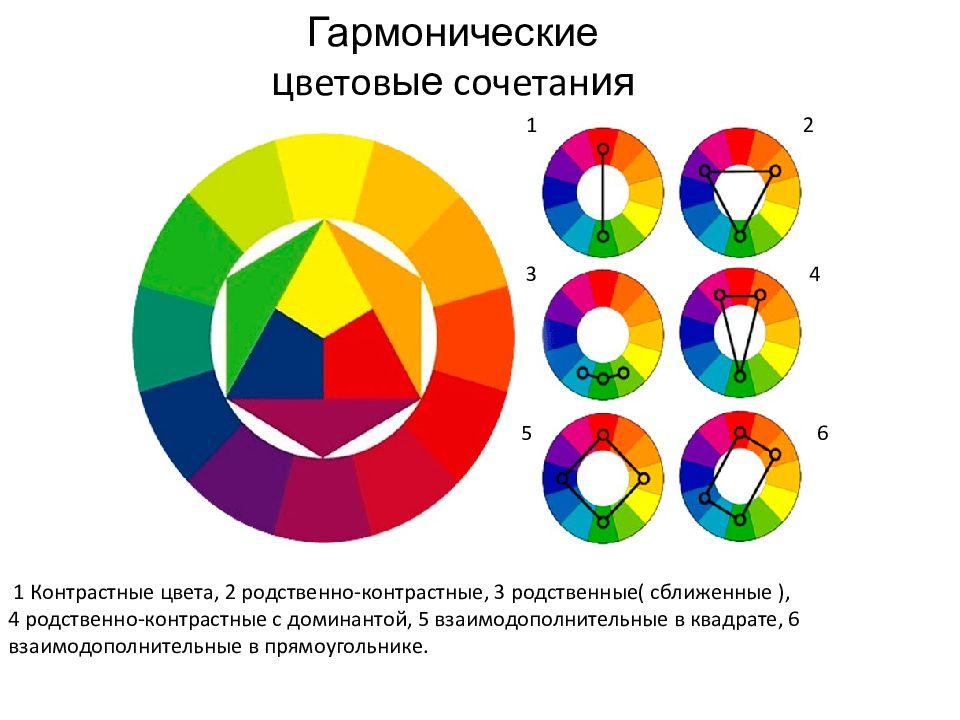 Гармонические
цветовые сочетания
1
2
3
4
5
6
1 Контрастные цвета, 2 родственно-контрастные, 3 родственные( сближенные ),
4 родственно-контрастные с доминантой, 5 взаимодополнительные в квадрате, 6
взаимодополнительные в прямоугольнике.